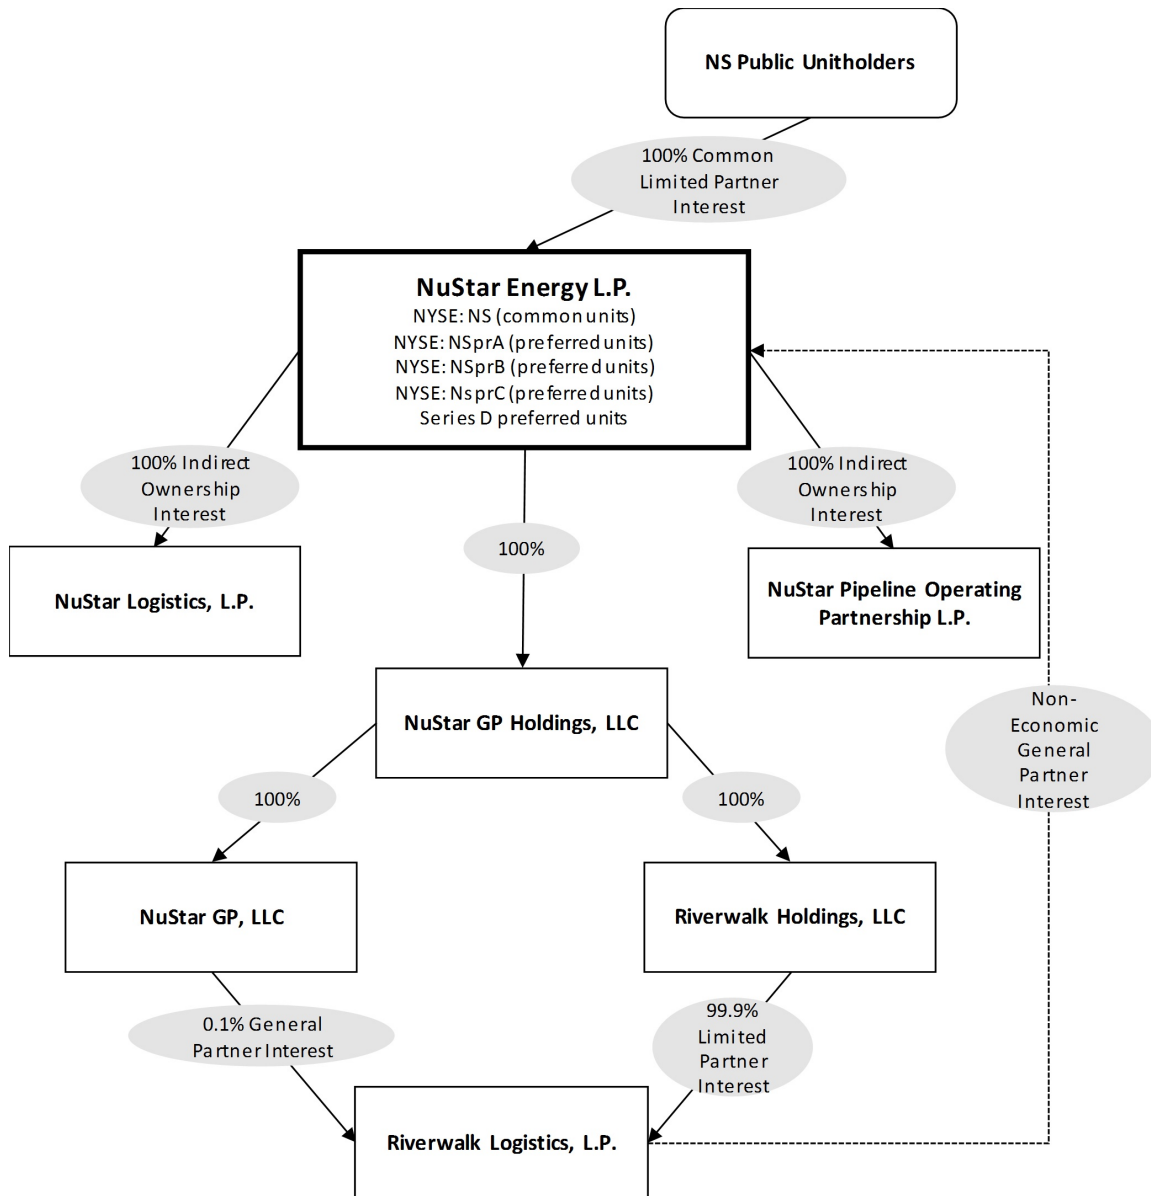 NS Public Unitholders
100% Common
Limited Partner
Interest
NuStar Energy L.P.
NYSE: NS (common units)
NYSE: NSprA (preferred units)
NYSE: NSprB (preferred units)
NYSE: NsprC (preferred units)
Series D preferred units
100% Indirect
Ownership
Interest
100%
100% Indirect
Ownership
Interest
NuStar Logistics, L.P.
NuStar Pipeline Operating
Partnership L.P.
NuStar GP Holdings, LLC
Non-
Economic
General
Partner
Interest
100%
100%
NuStar GP, LLC
Riverwalk Holdings, LLC
0.1% General
Partner Interest
99.9%
Limited
Partner
Interest
Riverwalk Logistics, L.P.